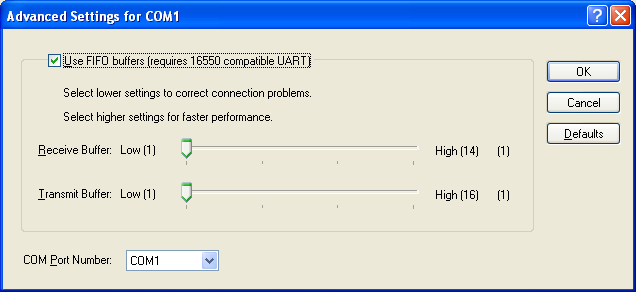 Advanced Settings for COM1
Use FIFO buffers (requires 16550 compatible UART)
OK
Select lower settings to correct connection problems.
Cancel
Select higher settings for faster performance.
Defaults
Receive Buffer: Low (1) High (14) (1)
Transmit Buffer: Low (1) High (16) (1)
COM Port Number: COM1